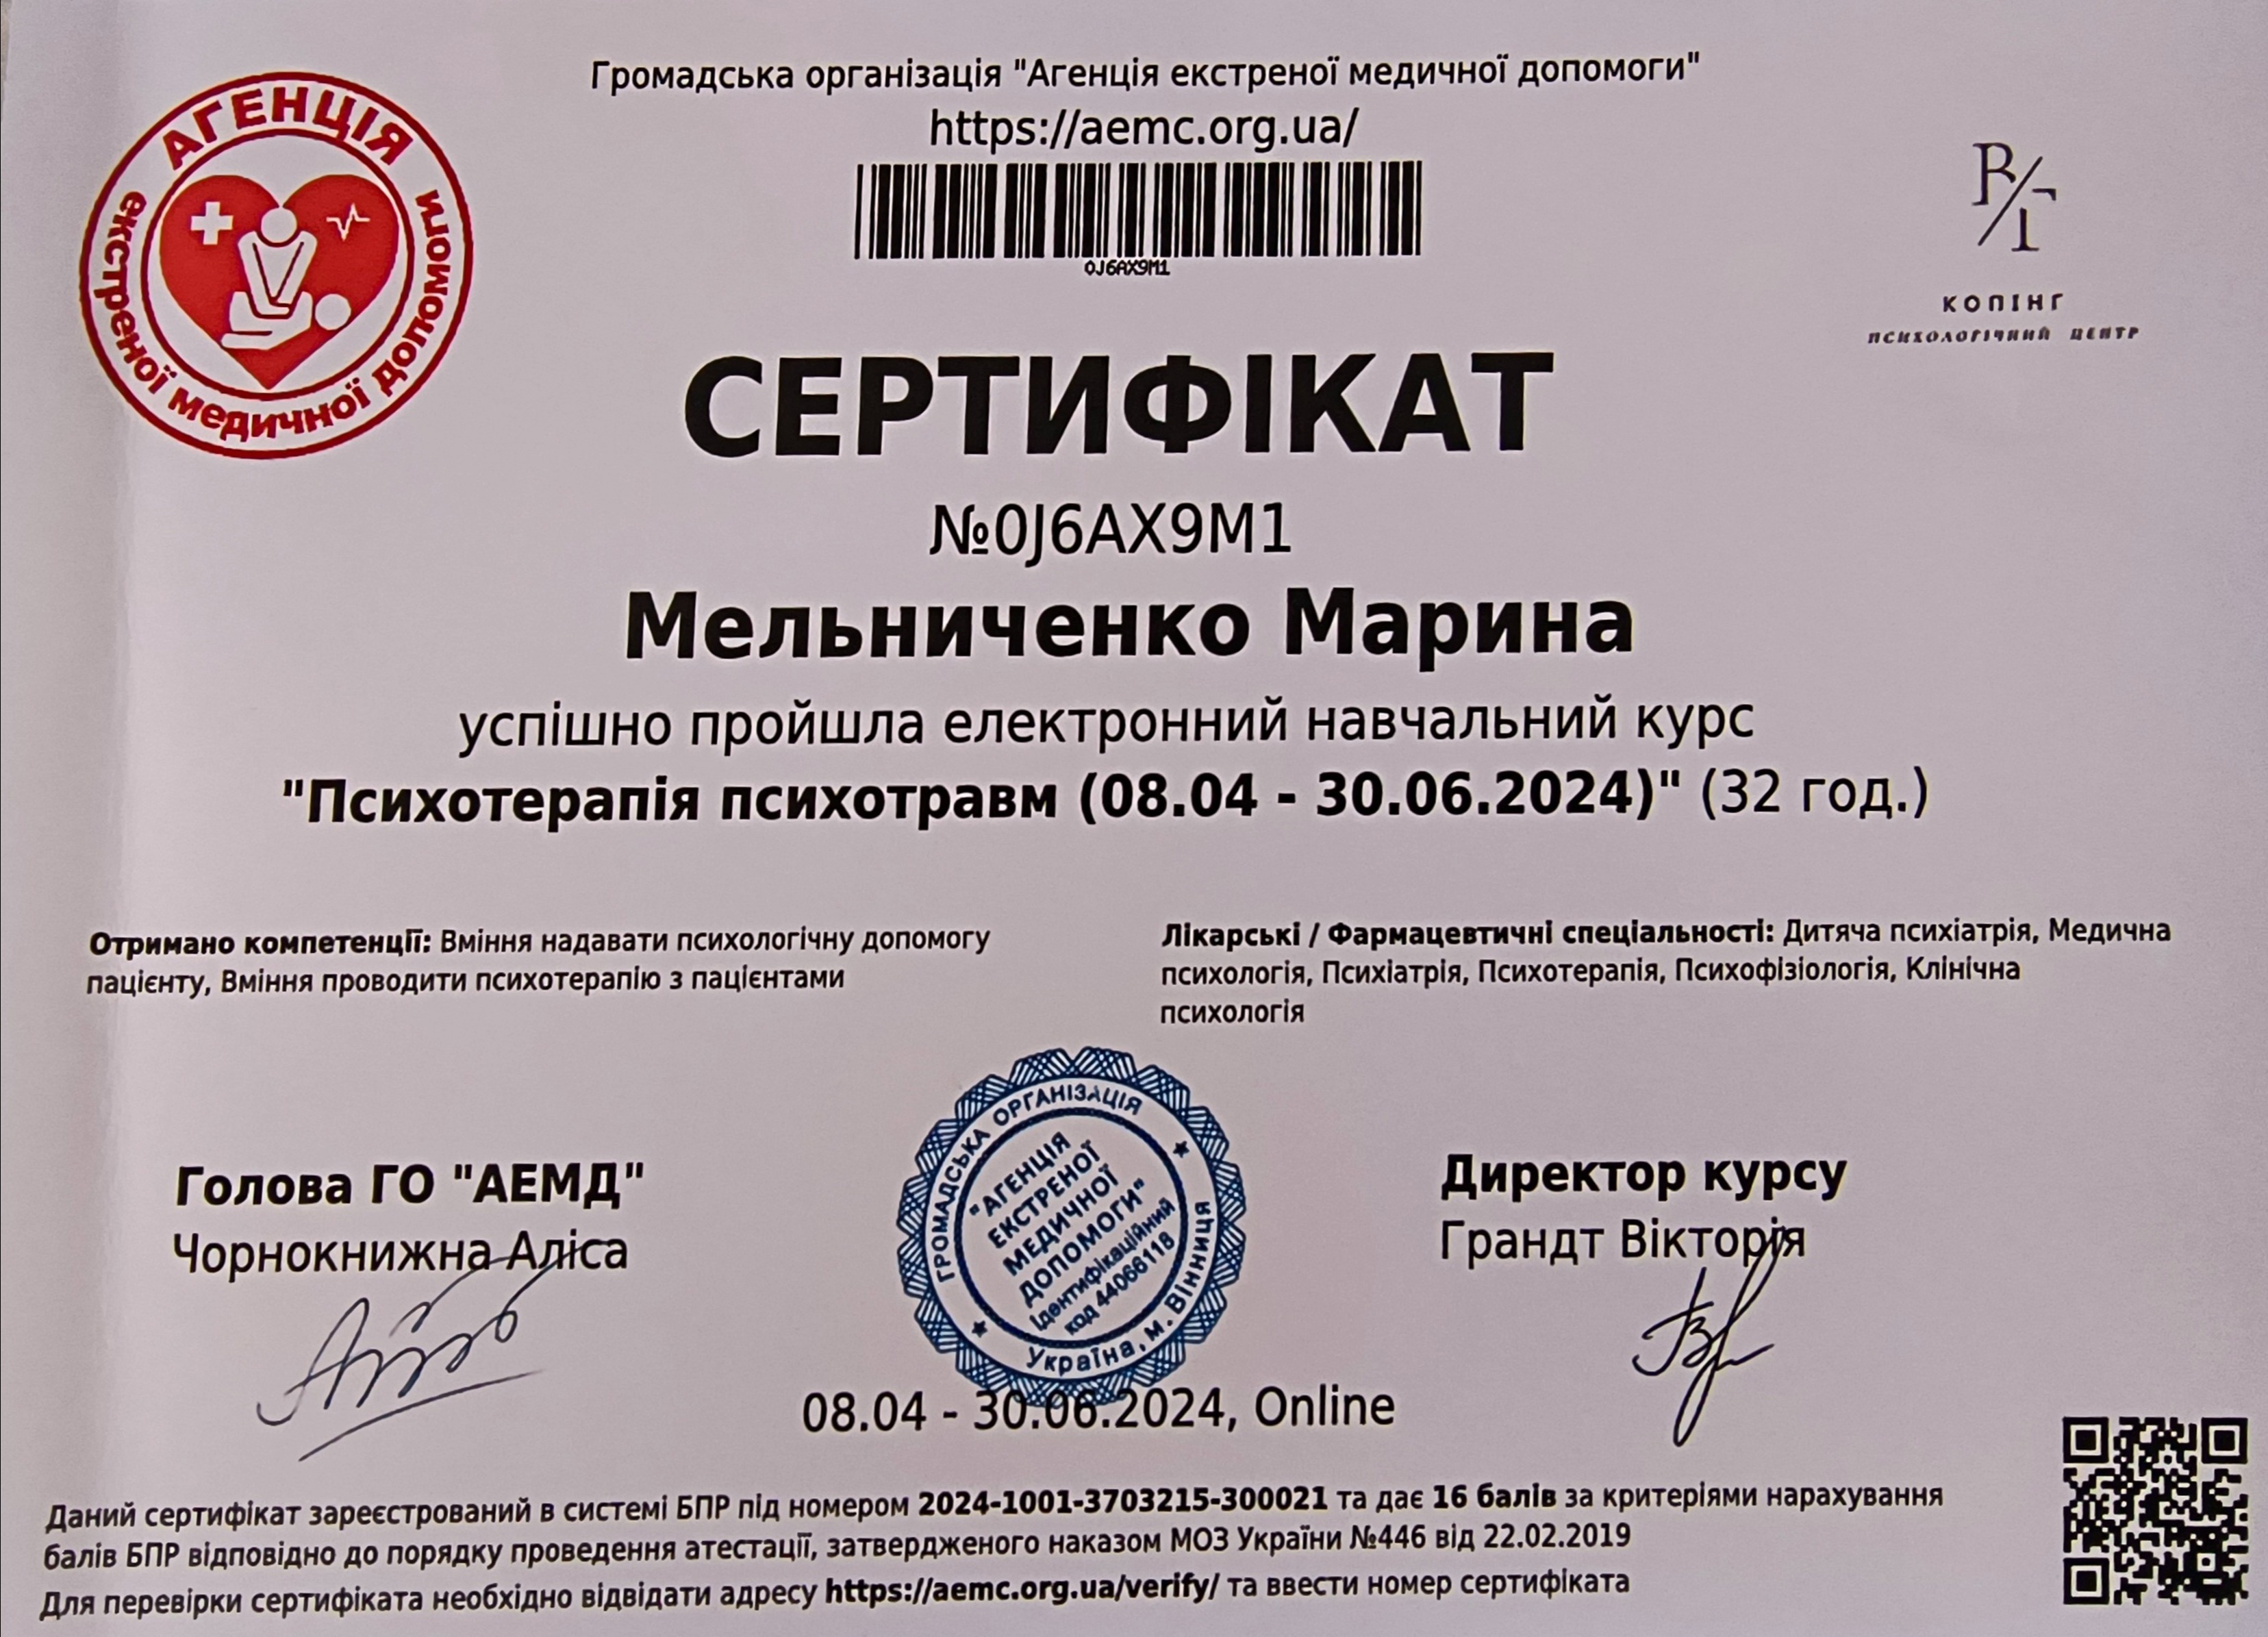 Громадська організація "Агенція екстреної медичної допомоги"
https://aemc.org.ua/
АГЕНЦІЯ
екстреної медичної допомоги
0J6AX9M1
В/Г
КОПІНГ
ПСИХОЛОГІЧНИЙ ЦЕНТР
СЕРТИФІКАТ
№0J6AX9M1
Мельниченко Марина
успішно пройшла електронний навчальний курс
"Психотерапія психотравм (08.04 - 30.06.2024)" (32 год.)
Отримано компетенції: Вміння надавати психологічну допомогу
пацієнту, Вміння проводити психотерапію з пацієнтами
Лікарські / Фармацевтичні спеціальності: Дитяча психіатрія, Медична
психологія, Психіатрія, Психотерапія, Психофізіологія, Клінічна
психологія
Голова ГО "АЕМД"
Чорнокнижна Аліса
ГРОМАДСЬКА ОРГАНІЗАЦІЯ
"АГЕНЦІЯ
ЕКСТРЕНОЇ
МЕДИЧНОЇ
ДОПОМОГИ"
Ідентифікаційний
код 44066118
Україна, м. Вінниця
Директор курсу
Грандт Вікторія
08.04 - 30.06.2024, Online
Даний сертифікат зареєстрований в системі БПР під номером 2024-1001-3703215-300021 та дає 16 балів за критеріями нарахування
балів БПР відповідно до порядку проведення атестації, затвердженого наказом МОЗ України №446 від 22.02.2019
Для перевірки сертифіката необхідно відвідати адресу https://aemc.org.ua/verify/ та ввести номер сертифіката